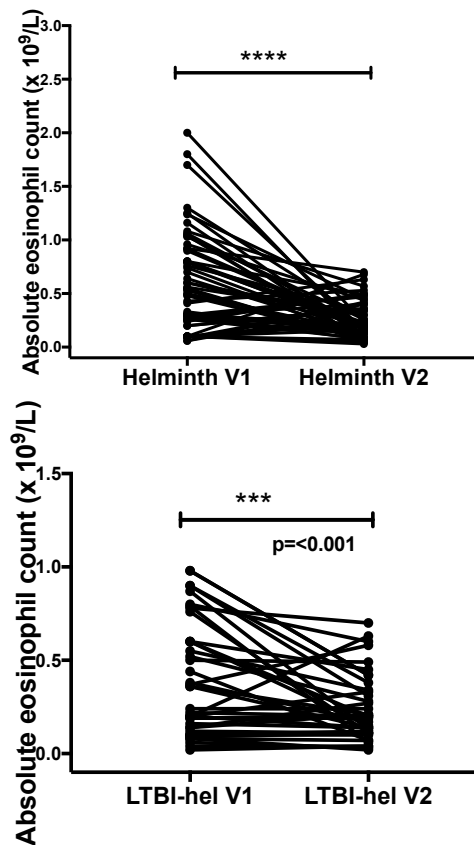 Absolute eosinophil count (x 10⁹/L)
3.0
2.5
2.0
1.5
1.0
0.5
0.0
****
Helminth V1
Helminth V2
Absolute eosinophil count (x 10⁹/L)
1.5
1.0
0.5
0.0
***
p=<0.001
LTBI-hel V1
LTBI-hel V2